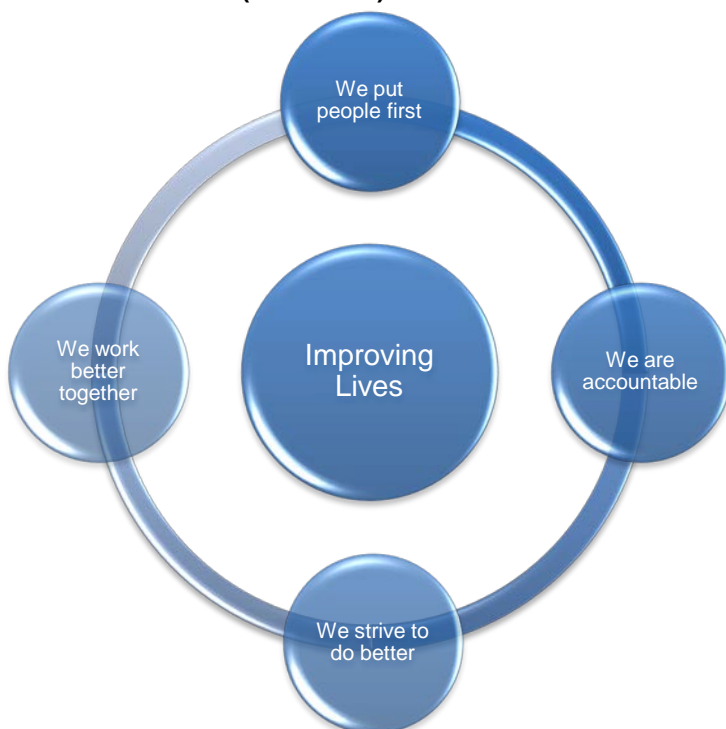 We put
people first
We are
accountable
We strive to
do better
We work
better
together
Improving
Lives